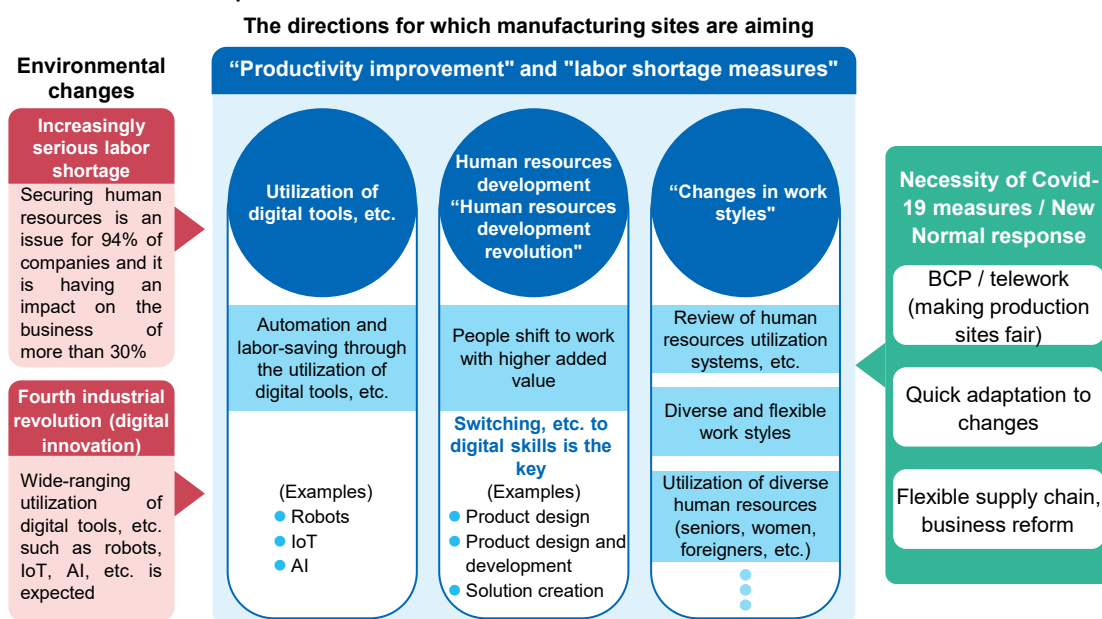 The directions for which manufacturing sites are aiming
Environmental
changes
Increasingly
serious labor
shortage
Securing human
resources is an
issue for 94% of
companies and it
is having an
impact on the
business of
more than 30%
Fourth industrial
revolution (digital
innovation)
Wide-ranging
utilization of
digital tools, etc.
such as robots,
IoT, AI, etc. is
expected
“Productivity improvement" and "labor shortage measures"
Utilization of
digital tools, etc.
Automation and
labor-saving through
the utilization of
digital tools, etc.
(Examples)
● Robots
● IoT
● AI
Human resources
development
“Human resources
development
revolution"
People shift to work
with higher added
value
Switching, etc. to
digital skills is the
key
(Examples)
● Product design
● Product design and
development
● Solution creation
“Changes in work
styles"
Review of human
resources utilization
systems, etc.
Diverse and flexible
work styles
Utilization of diverse
human resources
(seniors, women,
foreigners, etc.)
Necessity of Covid-
19 measures / New
Normal response
BCP / telework
(making production
sites fair)
Quick adaptation to
changes
Flexible supply chain,
business reform